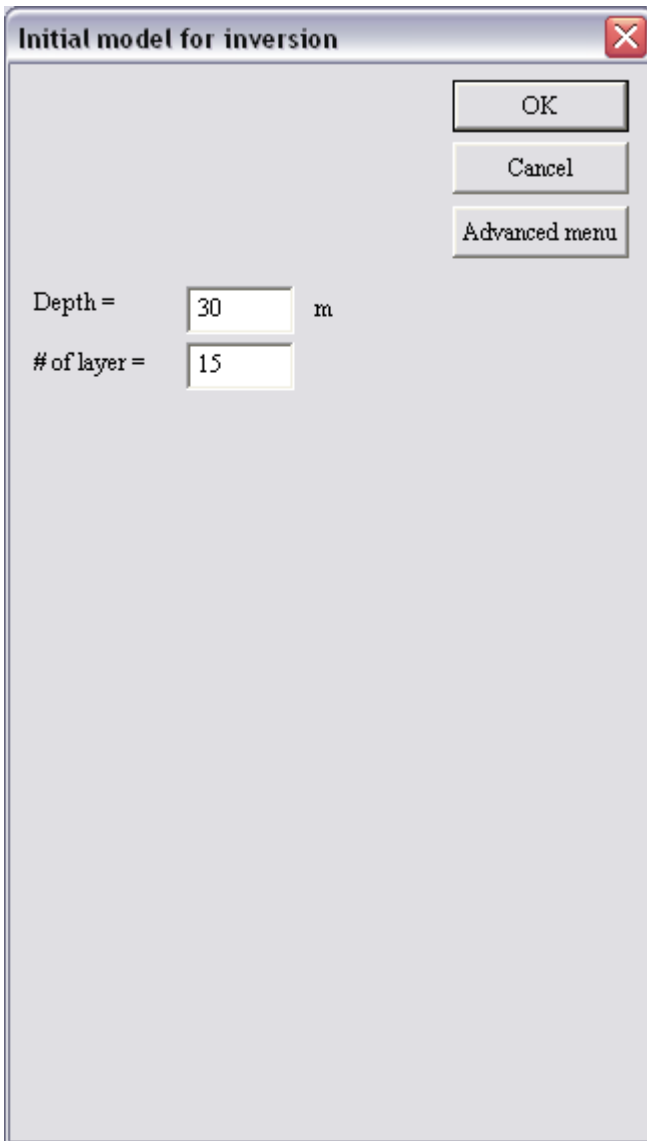 Initial model for inversion
OK
Cancel
Advanced menu
Depth = 30 m
# of layer = 15